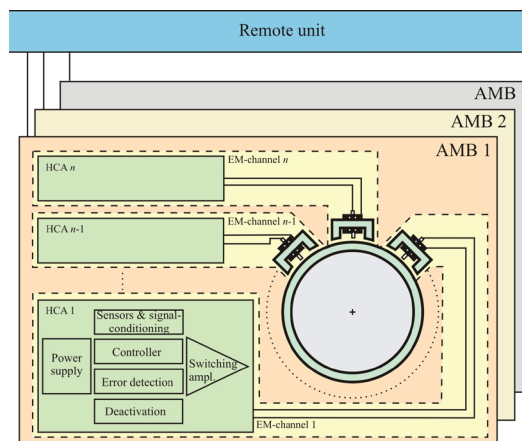 Remote unit
AMB
AMB 2
AMB 1
HCA n
EM-channel n
HCA n-1
EM-channel n-1
HCA 1
Sensors & signal-
conditioning
Power
supply
Controller
Error detection
Switching
ampl.
Deactivation
EM-channel 1